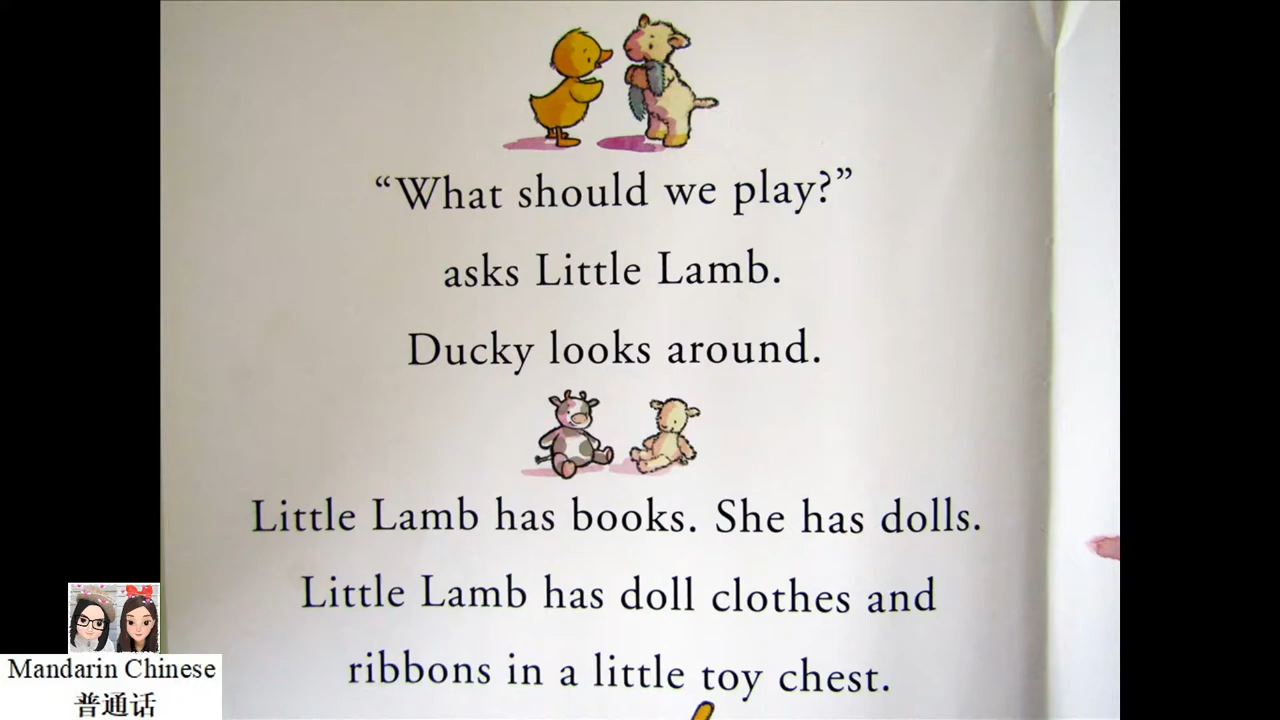 “What should we play?”
asks Little Lamb.
Ducky looks around.
Little Lamb has books. She has dolls.
Little Lamb has doll clothes and
ribbons in a little toy chest.
Mandarin Chinese
普通话